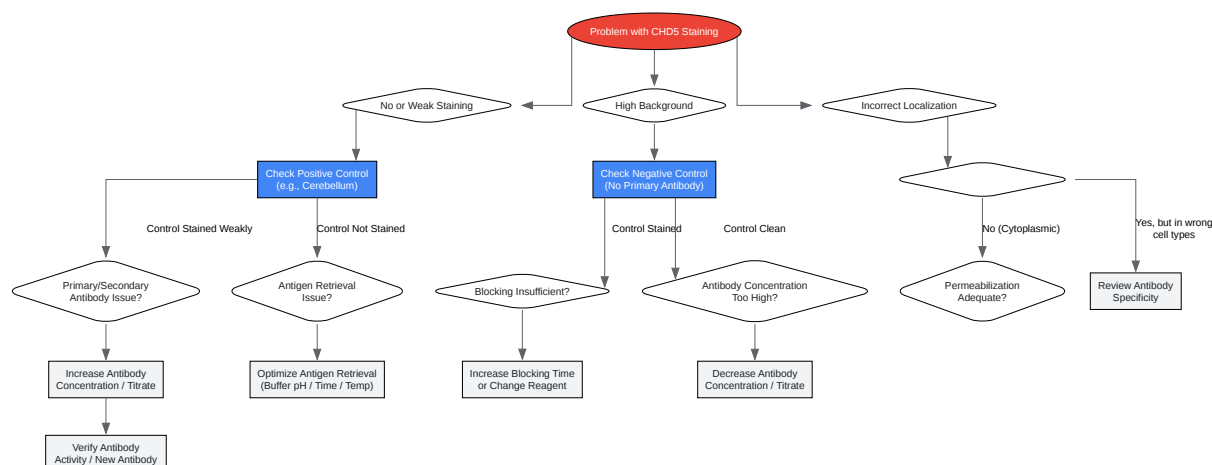 Problem with CHD5 Staining
No or Weak Staining
High Background
Incorrect Localization
Check Positive Control
(e.g., Cerebellum)
Check Negative Control
(No Primary Antibody)
Control Stained Weakly
Control Not Stained
Control Stained
Control Clean
No (Cytoplasmic)
Yes, but in wrong
cell types
Primary/Secondary
Antibody Issue?
Antigen Retrieval
Issue?
Blocking Insufficient?
Antibody Concentration
Too High?
Permeabilization
Adequate?
Review Antibody
Specificity
Increase Antibody
Concentration / Titrate
Optimize Antigen Retrieval
(Buffer pH / Time / Temp)
Increase Blocking Time
or Change Reagent
Decrease Antibody
Concentration / Titrate
Verify Antibody
Activity / New Antibody